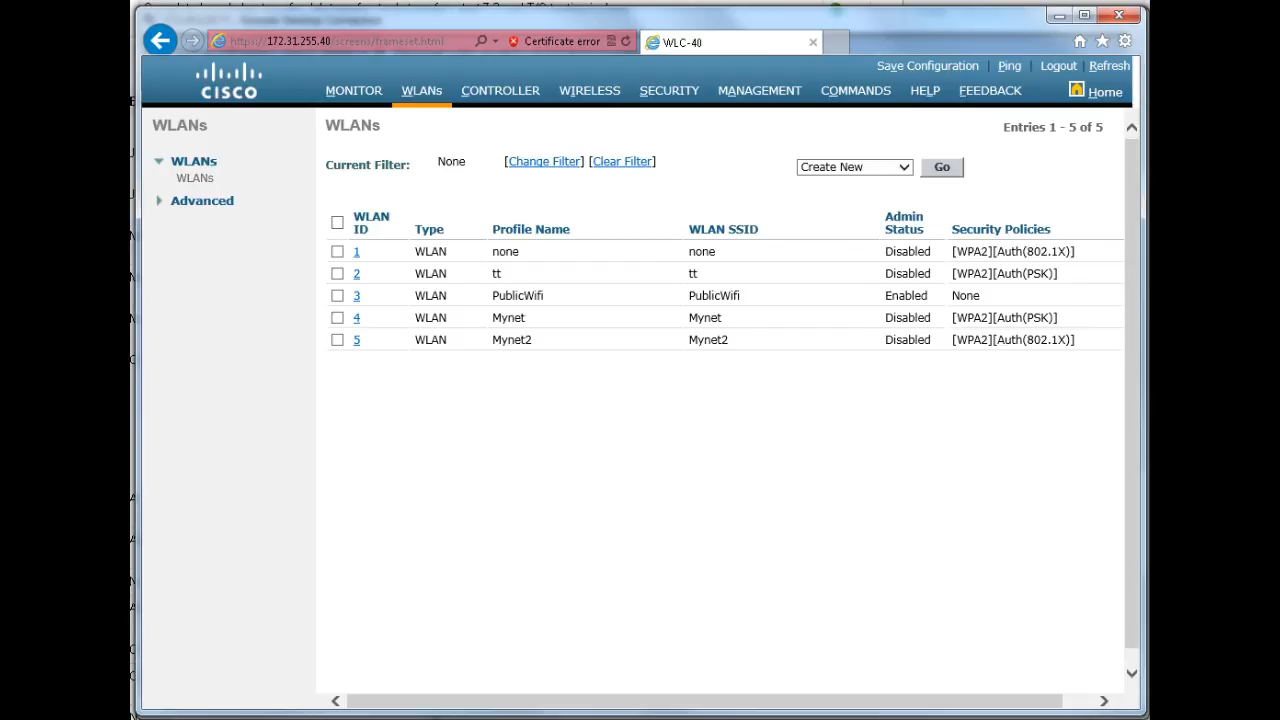 https://172.31.255.40/screens/frameset.html
Certificate error
WLC-40
Save Configuration | Ping | Logout | Refresh
CISCO
MONITOR WLANs CONTROLLER WIRELESS SECURITY MANAGEMENT COMMANDS HELP FEEDBACK Home
WLANs
WLANs
WLANs
Advanced
WLANs
Entries 1 - 5 of 5
Current Filter: None [Change Filter] [Clear Filter] Create New Go
WLAN ID Type Profile Name WLAN SSID Admin Status Security Policies
1 WLAN none none Disabled [WPA2][Auth(802.1X)]
2 WLAN tt tt Disabled [WPA2][Auth(PSK)]
3 WLAN PublicWifi PublicWifi Enabled None
4 WLAN Mynet Mynet Disabled [WPA2][Auth(PSK)]
5 WLAN Mynet2 Mynet2 Disabled [WPA2][Auth(802.1X)]